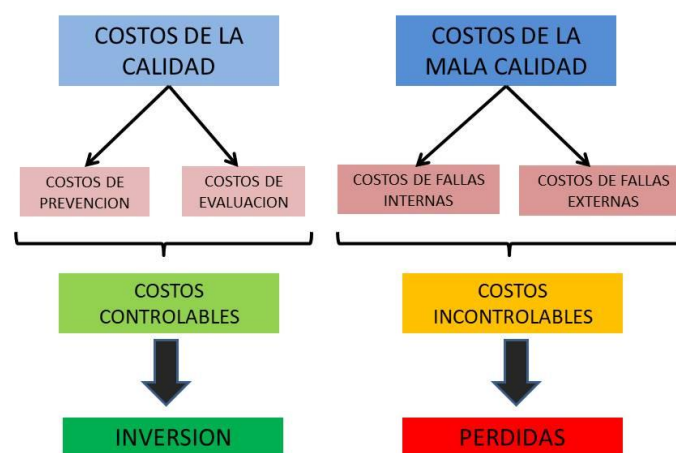 COSTOS DE LA
CALIDAD
COSTOS DE LA
MALA CALIDAD
COSTOS DE
PREVENCION
COSTOS DE
EVALUACION
COSTOS DE FALLAS
INTERNAS
COSTOS DE FALLAS
EXTERNAS
COSTOS
CONTROLABLES
COSTOS
INCONTROLABLES
INVERSION
PERDIDAS